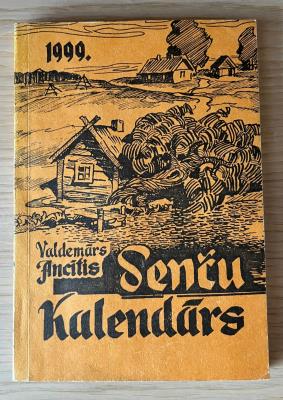 1999.
Valdemārs
Ancītis
Senču
Kalendārs